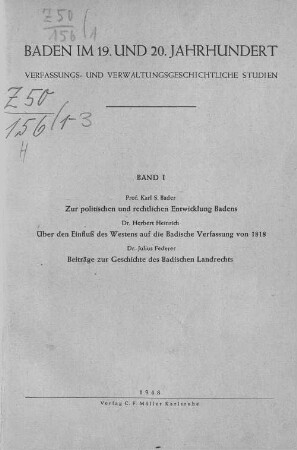 Z50
156/1
BADEN IM 19. UND 20. JAHRHUNDERT
VERFASSUNGS- UND VERWALTUNGSGESCHICHTLICHE STUDIEN
Z 50
156/1-3
BAND I
Prof. Karl S. Bader
Zur politischen und rechtlichen Entwicklung Badens
Dr. Herbert Heinrich
Über den Einfluß des Westens auf die Badische Verfassung von 1818
Dr. Julius Federer
Beiträge zur Geschichte des Badischen Landrechts
1948
Verlag C. F. Müller Karlsruhe